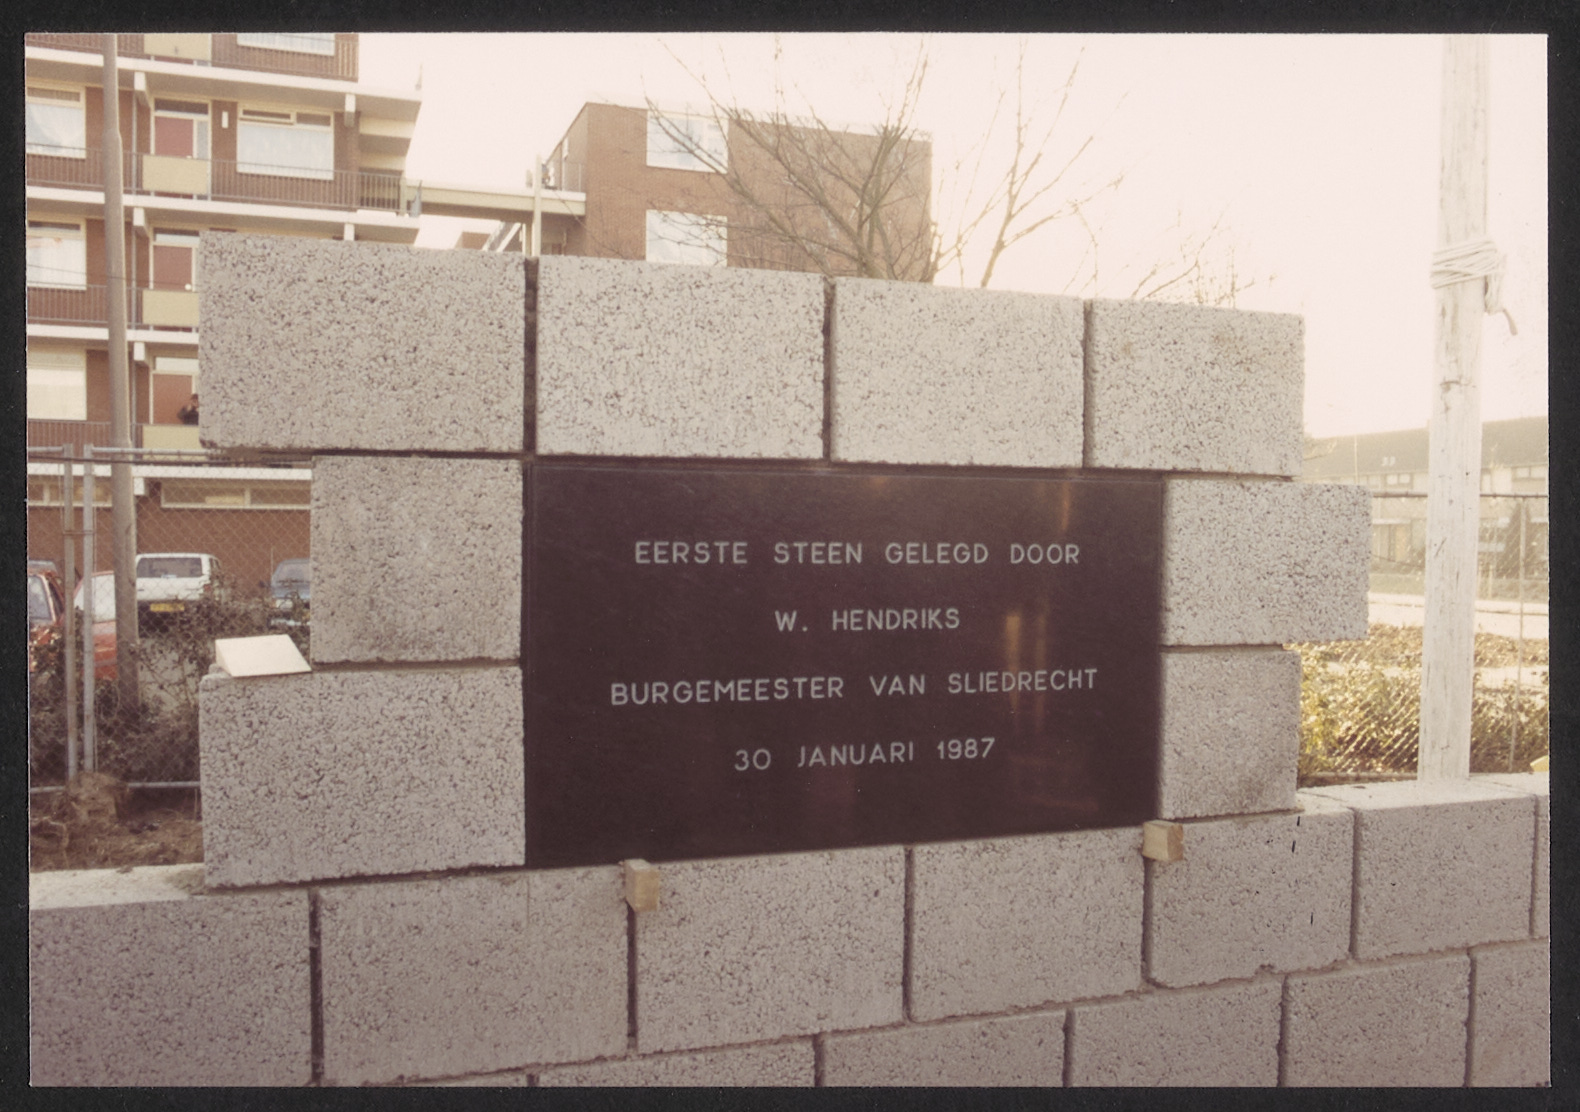 EERSTE STEEN GELEGD DOOR
W. HENDRIKS
BURGEMEESTER VAN SLIEDRECHT
30 JANUARI 1987